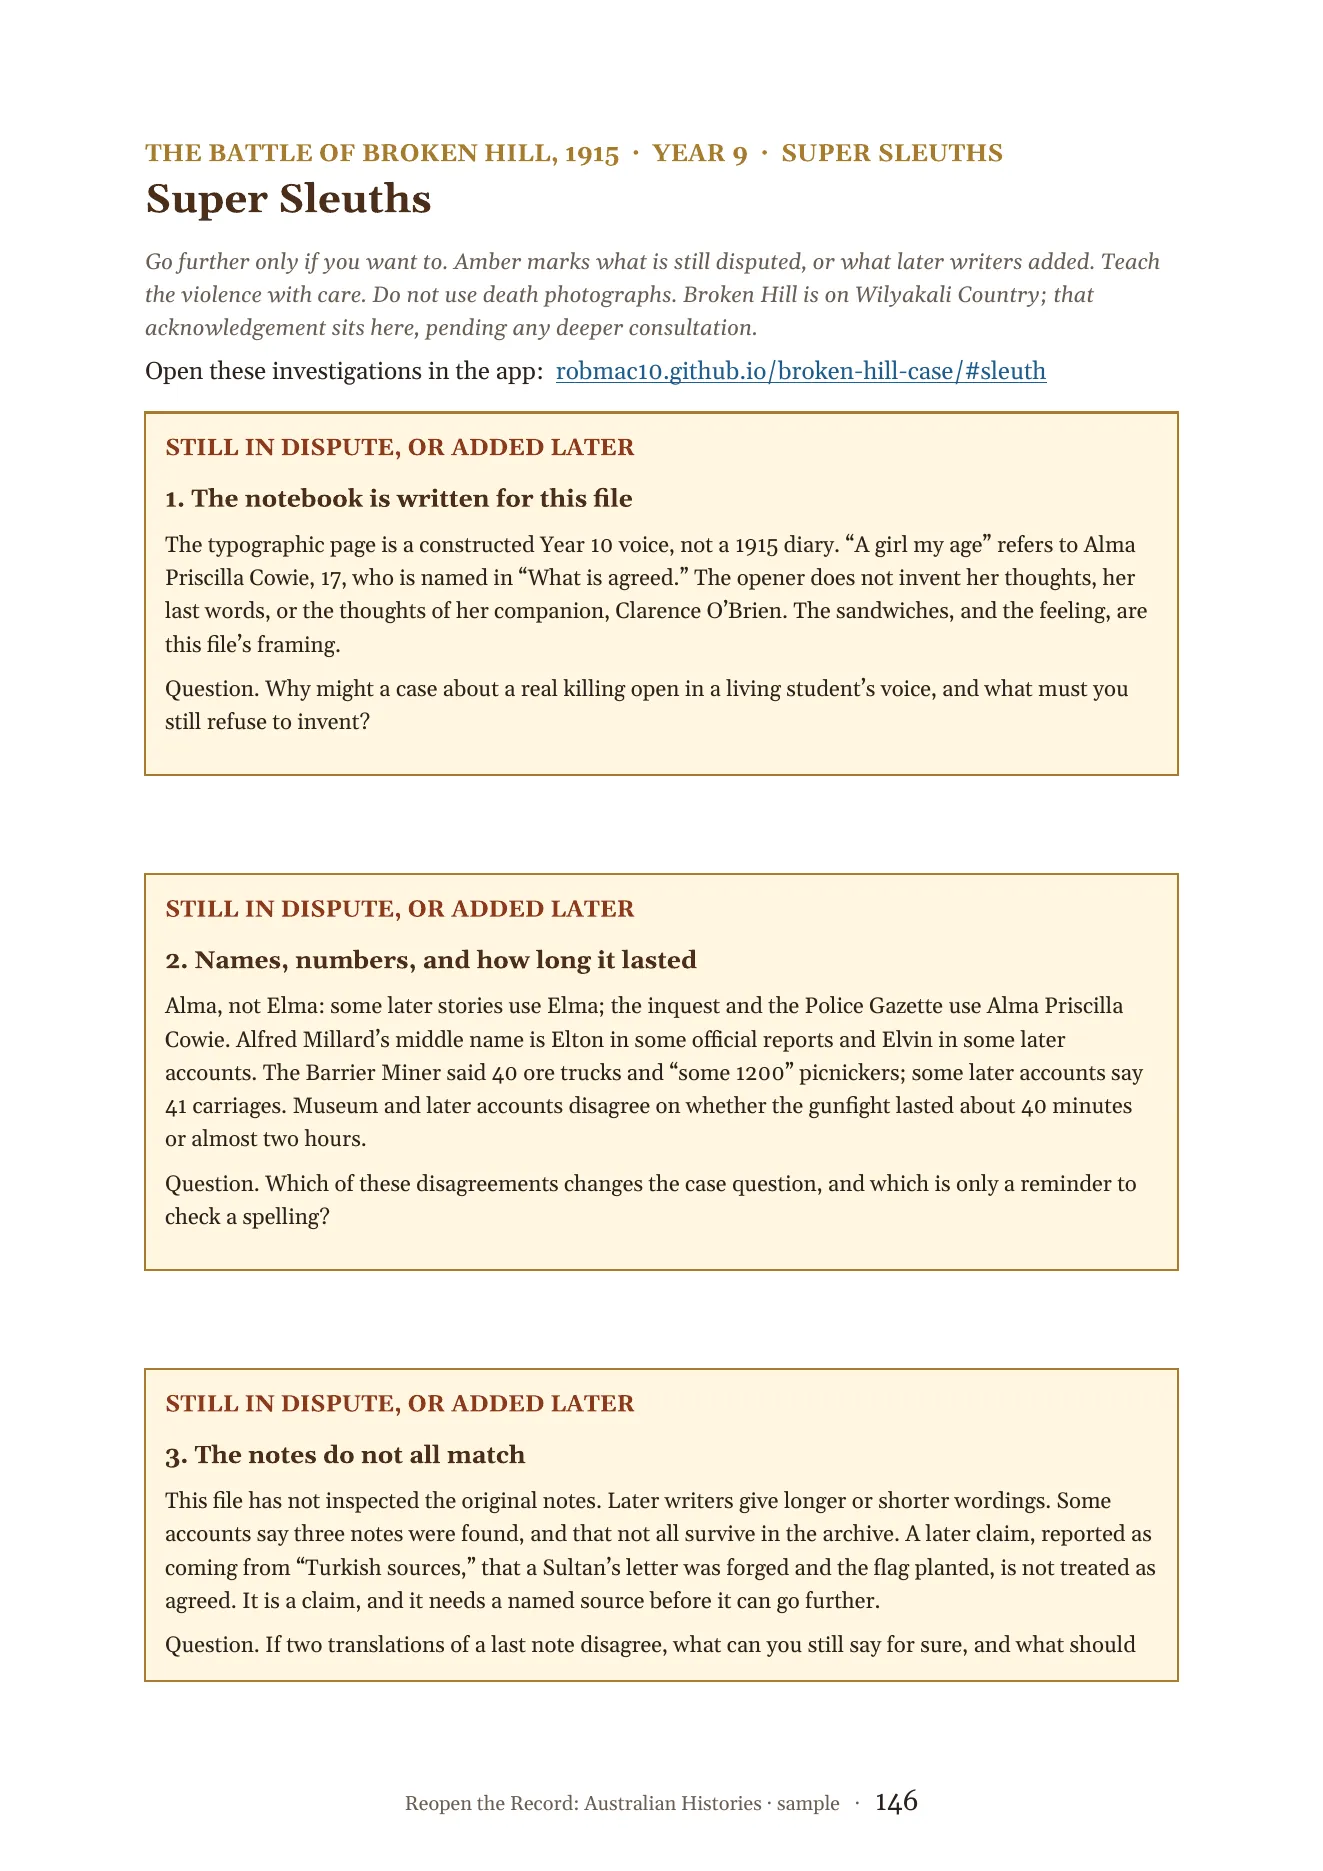 THE BATTLE OF BROKEN HILL, 1915 · YEAR 9 · SUPER SLEUTHS
Super Sleuths
Go further only if you want to. Amber marks what is still disputed, or what later writers added. Teach
the violence with care. Do not use death photographs. Broken Hill is on Wilyakali Country; that
acknowledgement sits here, pending any deeper consultation.
Open these investigations in the app: robmac10.github.io/broken-hill-case/#sleuth
STILL IN DISPUTE, OR ADDED LATER
1. The notebook is written for this file
The typographic page is a constructed Year 10 voice, not a 1915 diary. “A girl my age” refers to Alma
Priscilla Cowie, 17, who is named in “What is agreed.” The opener does not invent her thoughts, her
last words, or the thoughts of her companion, Clarence O’Brien. The sandwiches, and the feeling, are
this file’s framing.
Question. Why might a case about a real killing open in a living student’s voice, and what must you
still refuse to invent?
STILL IN DISPUTE, OR ADDED LATER
2. Names, numbers, and how long it lasted
Alma, not Elma: some later stories use Elma; the inquest and the Police Gazette use Alma Priscilla
Cowie. Alfred Millard’s middle name is Elton in some official reports and Elvin in some later
accounts. The Barrier Miner said 40 ore trucks and “some 1200” picnickers; some later accounts say
41 carriages. Museum and later accounts disagree on whether the gunfight lasted about 40 minutes
or almost two hours.
Question. Which of these disagreements changes the case question, and which is only a reminder to
check a spelling?
STILL IN DISPUTE, OR ADDED LATER
3. The notes do not all match
This file has not inspected the original notes. Later writers give longer or shorter wordings. Some
accounts say three notes were found, and that not all survive in the archive. A later claim, reported as
coming from “Turkish sources,” that a Sultan’s letter was forged and the flag planted, is not treated as
agreed. It is a claim, and it needs a named source before it can go further.
Question. If two translations of a last note disagree, what can you still say for sure, and what should
Reopen the Record: Australian Histories · sample · 146